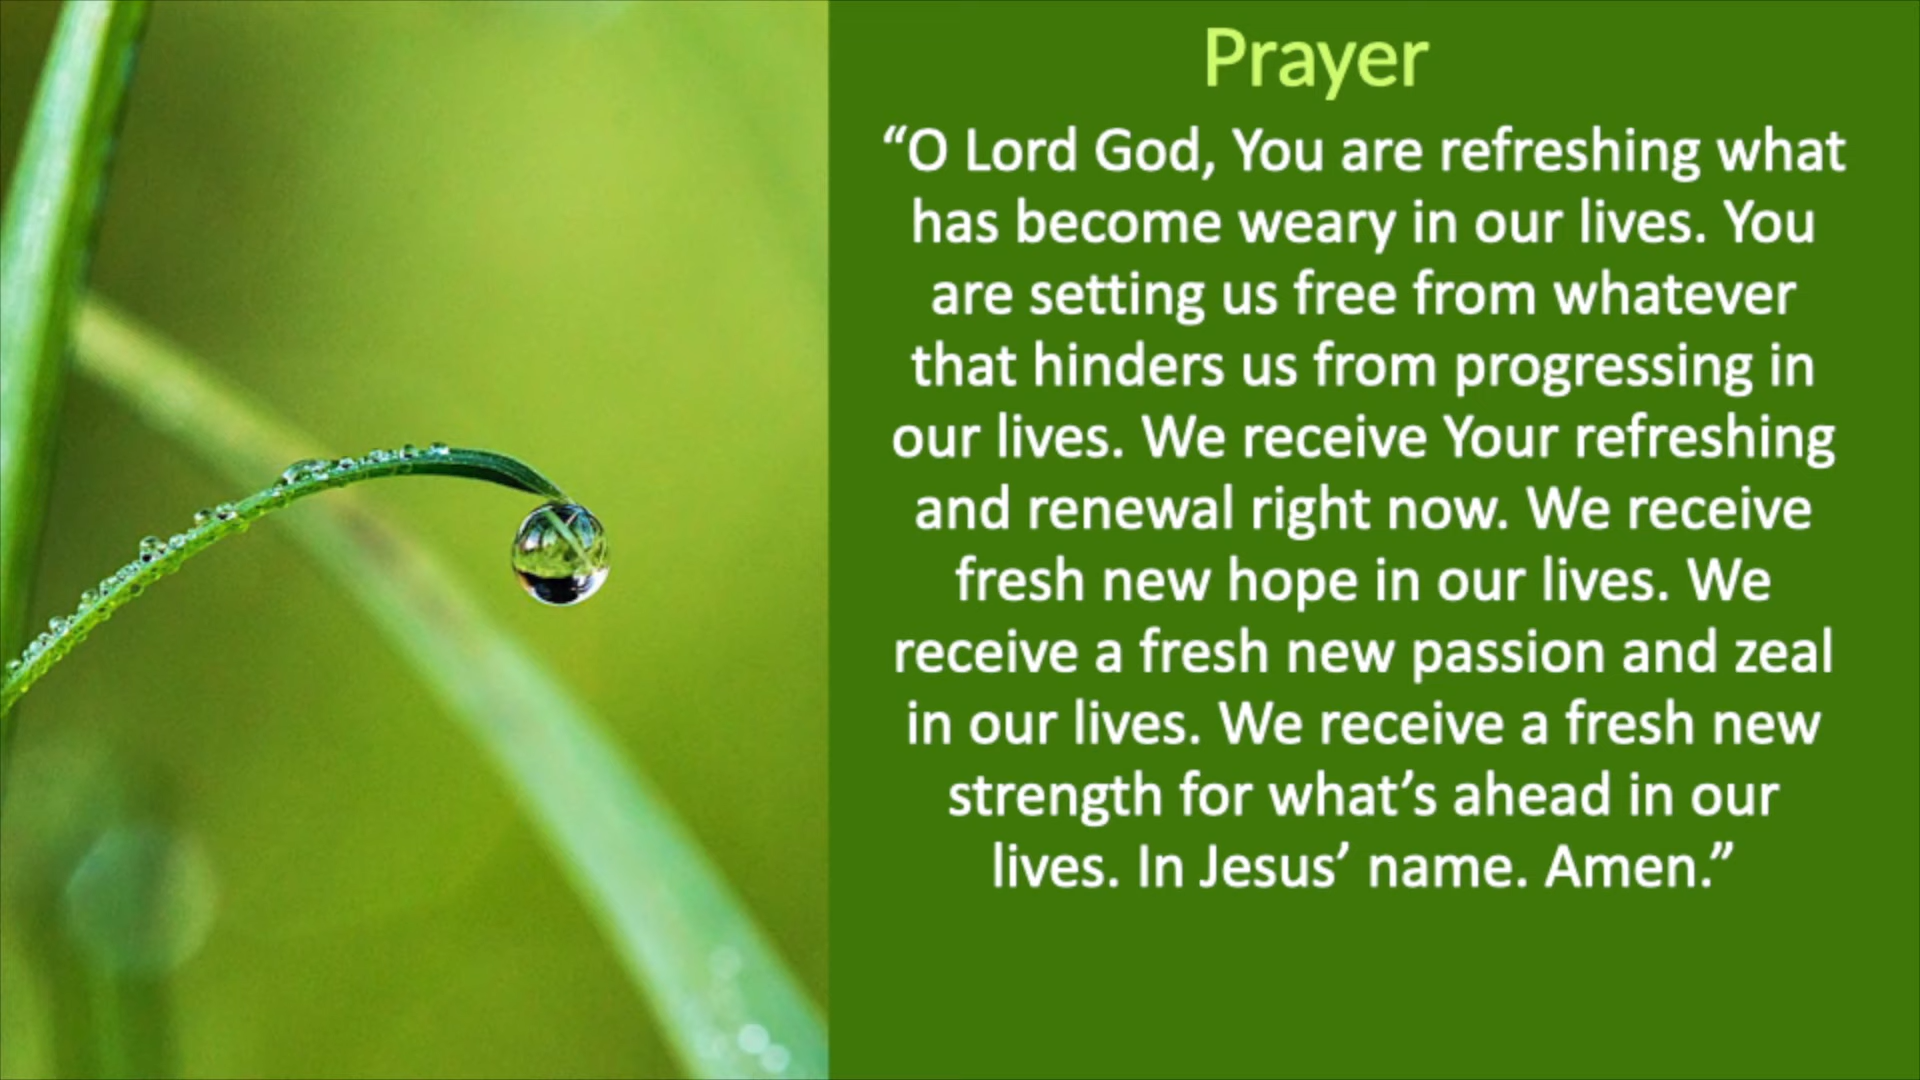 Prayer
“O Lord God, You are refreshing what
has become weary in our lives. You
are setting us free from whatever
that hinders us from progressing in
our lives. We receive Your refreshing
and renewal right now. We receive
fresh new hope in our lives. We
receive a fresh new passion and zeal
in our lives. We receive a fresh new
strength for what’s ahead in our
lives. In Jesus’ name. Amen.”